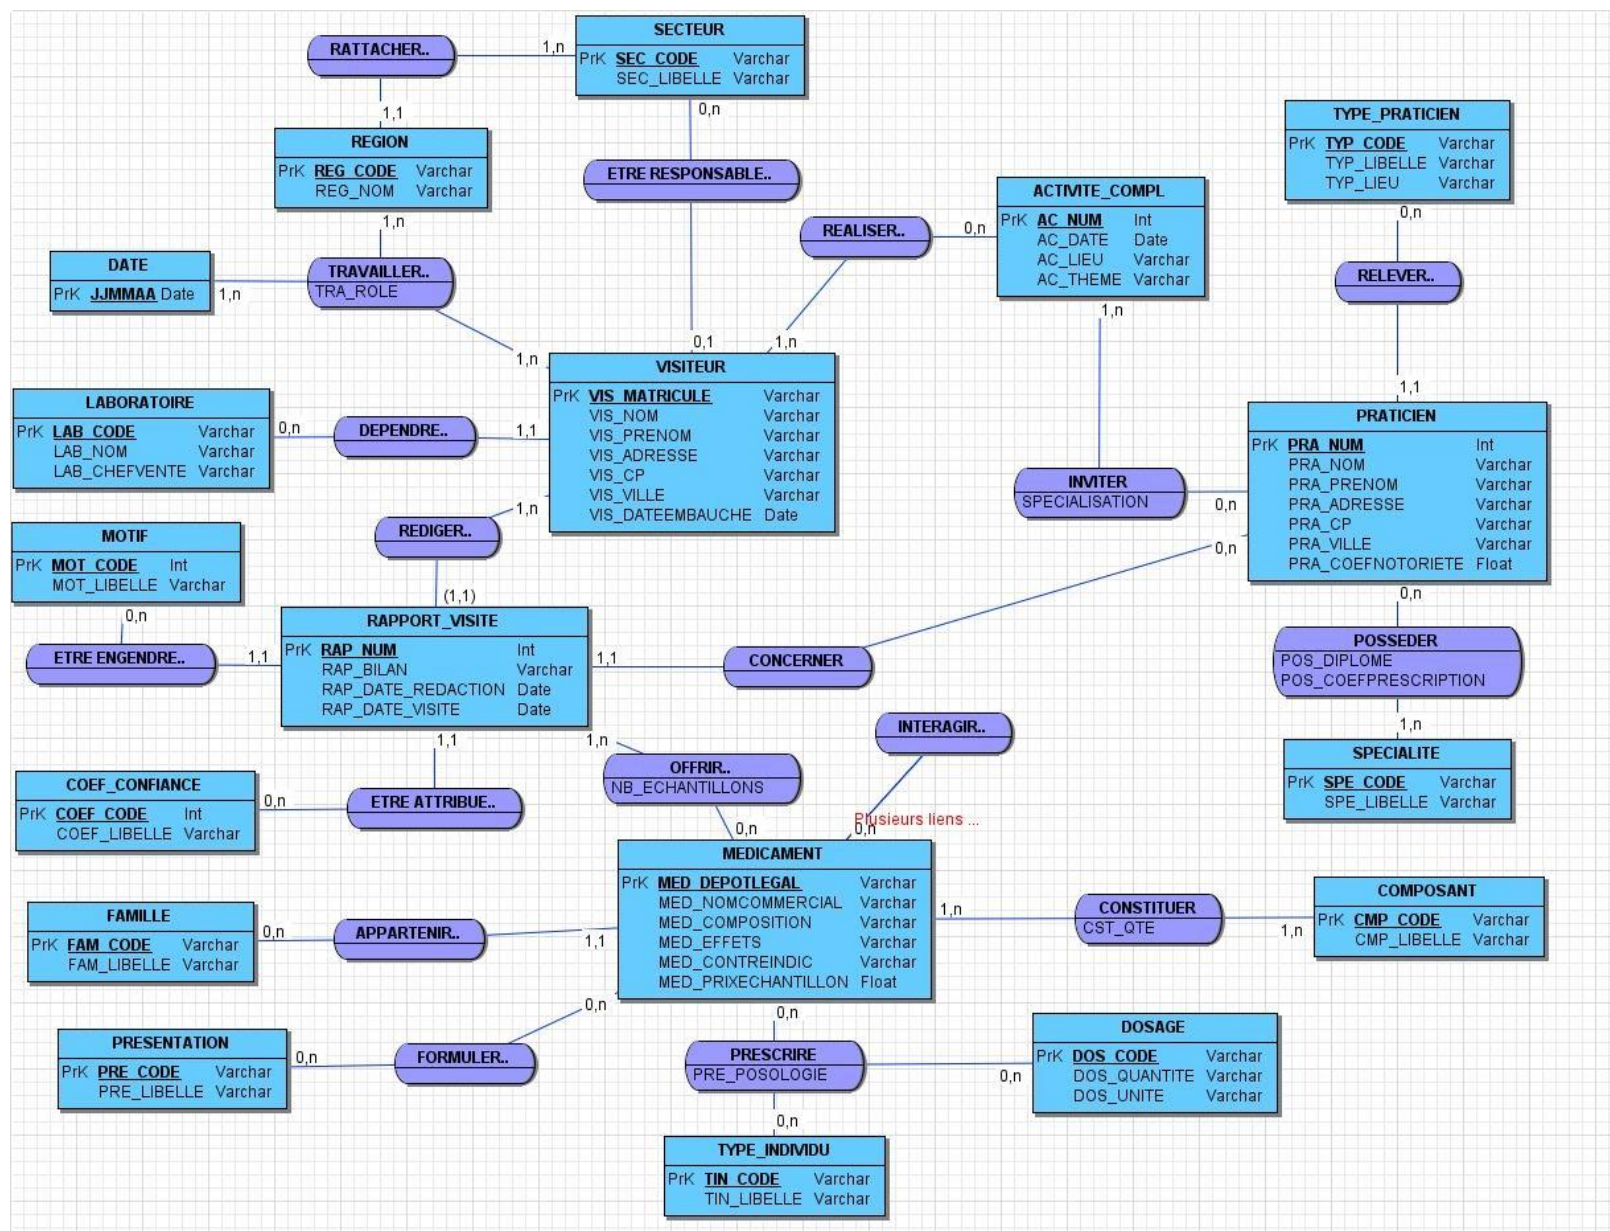 SECTEUR
PrK SEC_CODE Varchar
SEC_LIBELLE Varchar
RATTACHER..
1,n
1,1
0,n
REGION
PrK REG_CODE Varchar
REG_NOM Varchar
1,n
ETRE RESPONSABLE..
0,1
TYPE_PRATICIEN
PrK TYP_CODE Varchar
TYP_LIBELLE Varchar
TYP_LIEU Varchar
0,n
RELEVER..
1,1
ACTIVITE_COMPL
PrK AC_NUM Int
AC_DATE Date
AC_LIEU Varchar
AC_THEME Varchar
REALISER..
0,n
1,n
1,n
DATE
PrK JJMMAA Date
1,n
TRAVAILLER..
TRA_ROLE
1,n
VISITEUR
PrK VIS_MATRICULE Varchar
VIS_NOM Varchar
VIS_PRENOM Varchar
VIS_ADRESSE Varchar
VIS_CP Varchar
VIS_VILLE Varchar
VIS_DATEEMBAUCHE Date
LABORATOIRE
PrK LAB_CODE Varchar
LAB_NOM Varchar
LAB_CHEFVENTE Varchar
0,n
DEPENDRE..
1,1
PRATICIEN
PrK PRA_NUM Int
PRA_NOM Varchar
PRA_PRENOM Varchar
PRA_ADRESSE Varchar
PRA_CP Varchar
PRA_VILLE Varchar
PRA_COEFNOTORIETE Float
INVITER
SPECIALISATION
0,n
0,n
0,n
REDIGER..
1,n
(1,1)
MOTIF
PrK MOT_CODE Int
MOT_LIBELLE Varchar
0,n
ETRE ENGENDRE..
1,1
RAPPORT_VISITE
PrK RAP_NUM Int
RAP_BILAN Varchar
RAP_DATE_REDACTION Date
RAP_DATE_VISITE Date
1,1
CONCERNER
POSSEDER
POS_DIPLOME
POS_COEFPRESCRIPTION
1,n
SPECIALITE
PrK SPE_CODE Varchar
SPE_LIBELLE Varchar
1,1
1,n
INTERAGIR..
OFFRIR..
NB_ECHANTILLONS
0,n
Plusieurs liens ...
0,n
COEF_CONFIANCE
PrK COEF_CODE Int
COEF_LIBELLE Varchar
0,n
ETRE ATTRIBUE..
MEDICAMENT
PrK MED_DEPOTLEGAL Varchar
MED_NOMCOMMERCIAL Varchar
MED_COMPOSITION Varchar
MED_EFFETS Varchar
MED_CONTREINDIC Varchar
MED_PRIXECHANTILLON Float
1,n
CONSTITUER
CST_QTE
1,n
COMPOSANT
PrK CMP_CODE Varchar
CMP_LIBELLE Varchar
FAMILLE
PrK FAM_CODE Varchar
FAM_LIBELLE Varchar
0,n
APPARTENIR..
1,1
0,n
0,n
PRESENTATION
PrK PRE_CODE Varchar
PRE_LIBELLE Varchar
0,n
FORMULER..
PRESCRIRE
PRE_POSOLOGIE
0,n
DOSAGE
PrK DOS_CODE Varchar
DOS_QUANTITE Varchar
DOS_UNITE Varchar
0,n
TYPE_INDIVIDU
PrK TIN_CODE Varchar
TIN_LIBELLE Varchar